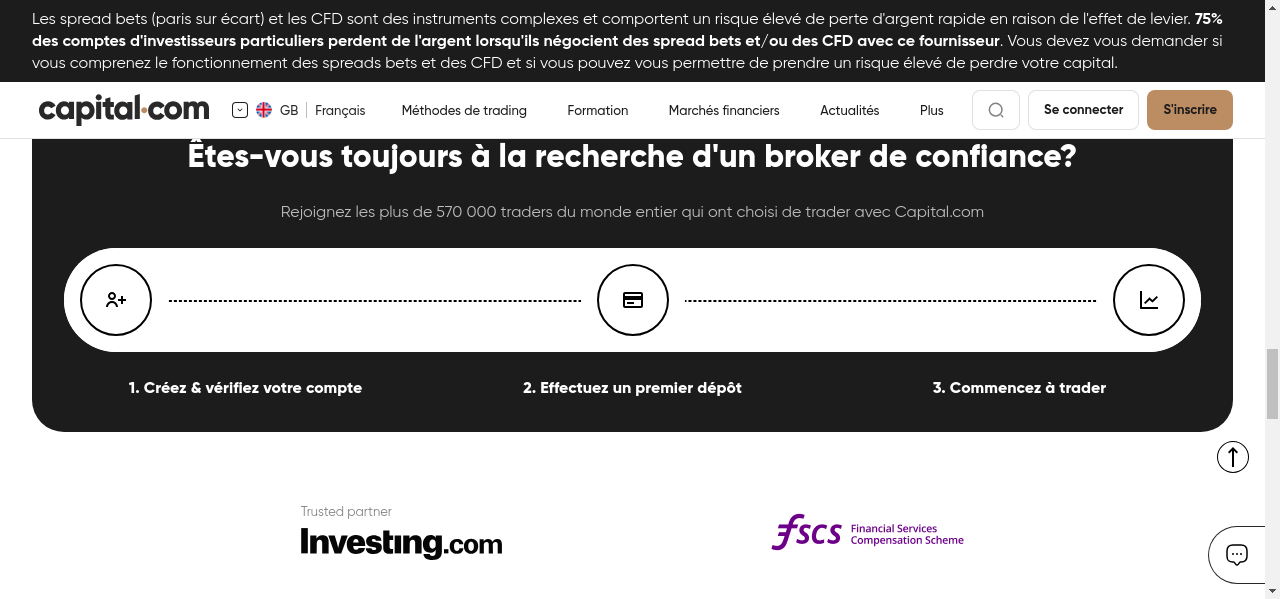 Les spread bets (paris sur écart) et les CFD sont des instruments complexes et comportent un risque élevé de perte d'argent rapide en raison de l'effet de levier. 75%
des comptes d'investisseurs particuliers perdent de l'argent lorsqu'ils négocient des spread bets et/ou des CFD avec ce fournisseur. Vous devez vous demander si
vous comprenez le fonctionnement des spreads bets et des CFD et si vous pouvez vous permettre de prendre un risque élevé de perdre votre capital.
capital.com GB Français Méthodes de trading Formation Marchés financiers Actualités Plus Se connecter S'inscrire
Êtes-vous toujours à la recherche d'un broker de confiance?
Rejoignez les plus de 570 000 traders du monde entier qui ont choisi de trader avec Capital.com
1. Créez & vérifiez votre compte 2. Effectuez un premier dépôt 3. Commencez à trader
Trusted partner
Investing.com
fscs Financial Services
Compensation Scheme